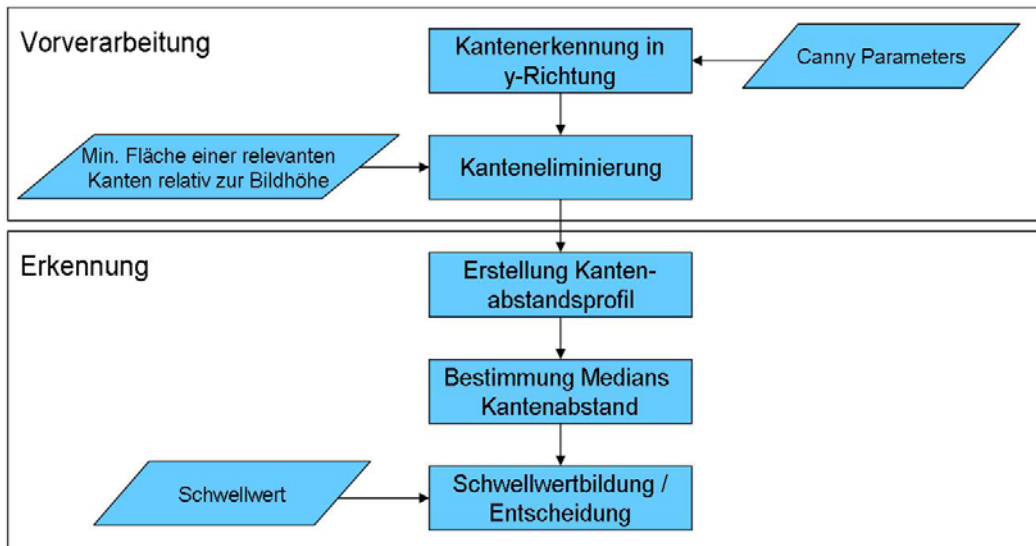 Vorverarbeitung
Kantenerkennung in
y-Richtung
Canny Parameters
Min. Fläche einer relevanten
Kanten relativ zur Bildhöhe
Kanteneliminierung
Erkennung
Erstellung Kanten-
abstandsprofil
Bestimmung Medians
Kantenabstand
Schwellwert
Schwellwertbildung /
Entscheidung